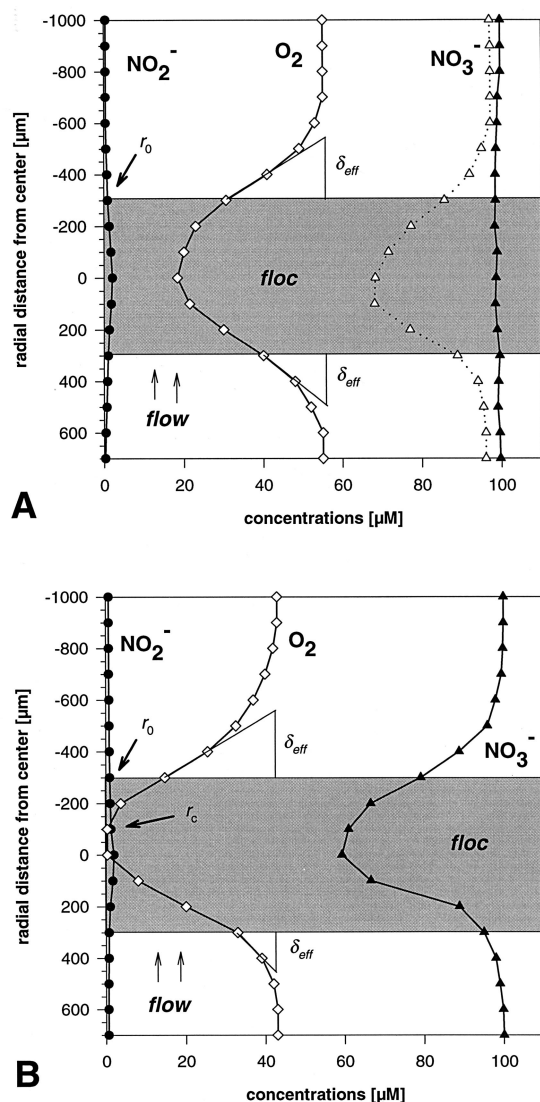 -1000
-800
-600
-400
-200
0
200
400
600
radial distance from center [µm]
NO2-
O2
NO3-
r0
δeff
floc
δeff
flow
0 20 40 60 80 100
concentrations [µM]
A
-1000
-800
-600
-400
-200
0
200
400
600
radial distance from center [µm]
NO2-
O2
r0
δeff
NO3-
rc
floc
δeff
flow
0 20 40 60 80 100
concentrations [µM]
B